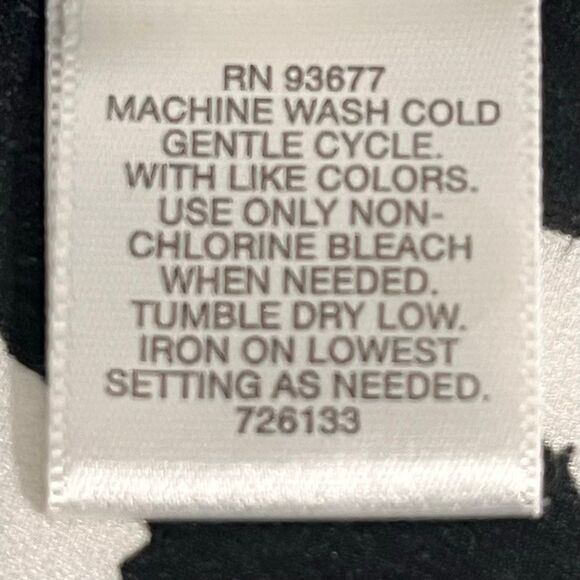 RN 93677
MACHINE WASH COLD
GENTLE CYCLE.
WITH LIKE COLORS.
USE ONLY NON-
CHLORINE BLEACH
WHEN NEEDED.
TUMBLE DRY LOW.
IRON ON LOWEST
SETTING AS NEEDED.
726133